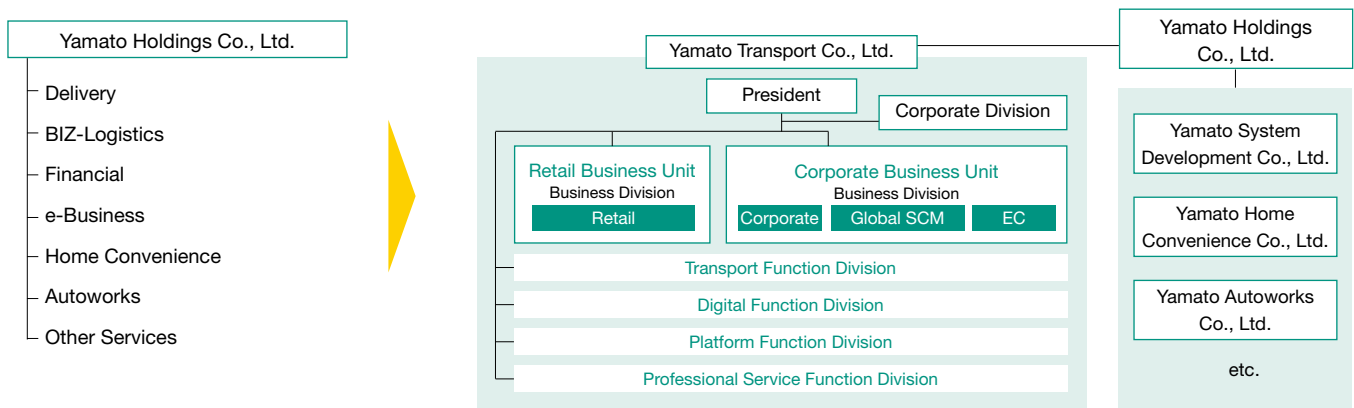 Yamato Holdings Co., Ltd.
Delivery
BIZ-Logistics
Financial
e-Business
Home Convenience
Autoworks
Other Services
Yamato Transport Co., Ltd.
President
Corporate Division
Retail Business Unit
Business Division
Retail
Corporate Business Unit
Business Division
Corporate
Global SCM
EC
Transport Function Division
Digital Function Division
Platform Function Division
Professional Service Function Division
Yamato Holdings
Co., Ltd.
Yamato System
Development Co., Ltd.
Yamato Home
Convenience Co., Ltd.
Yamato Autoworks
Co., Ltd.
etc.